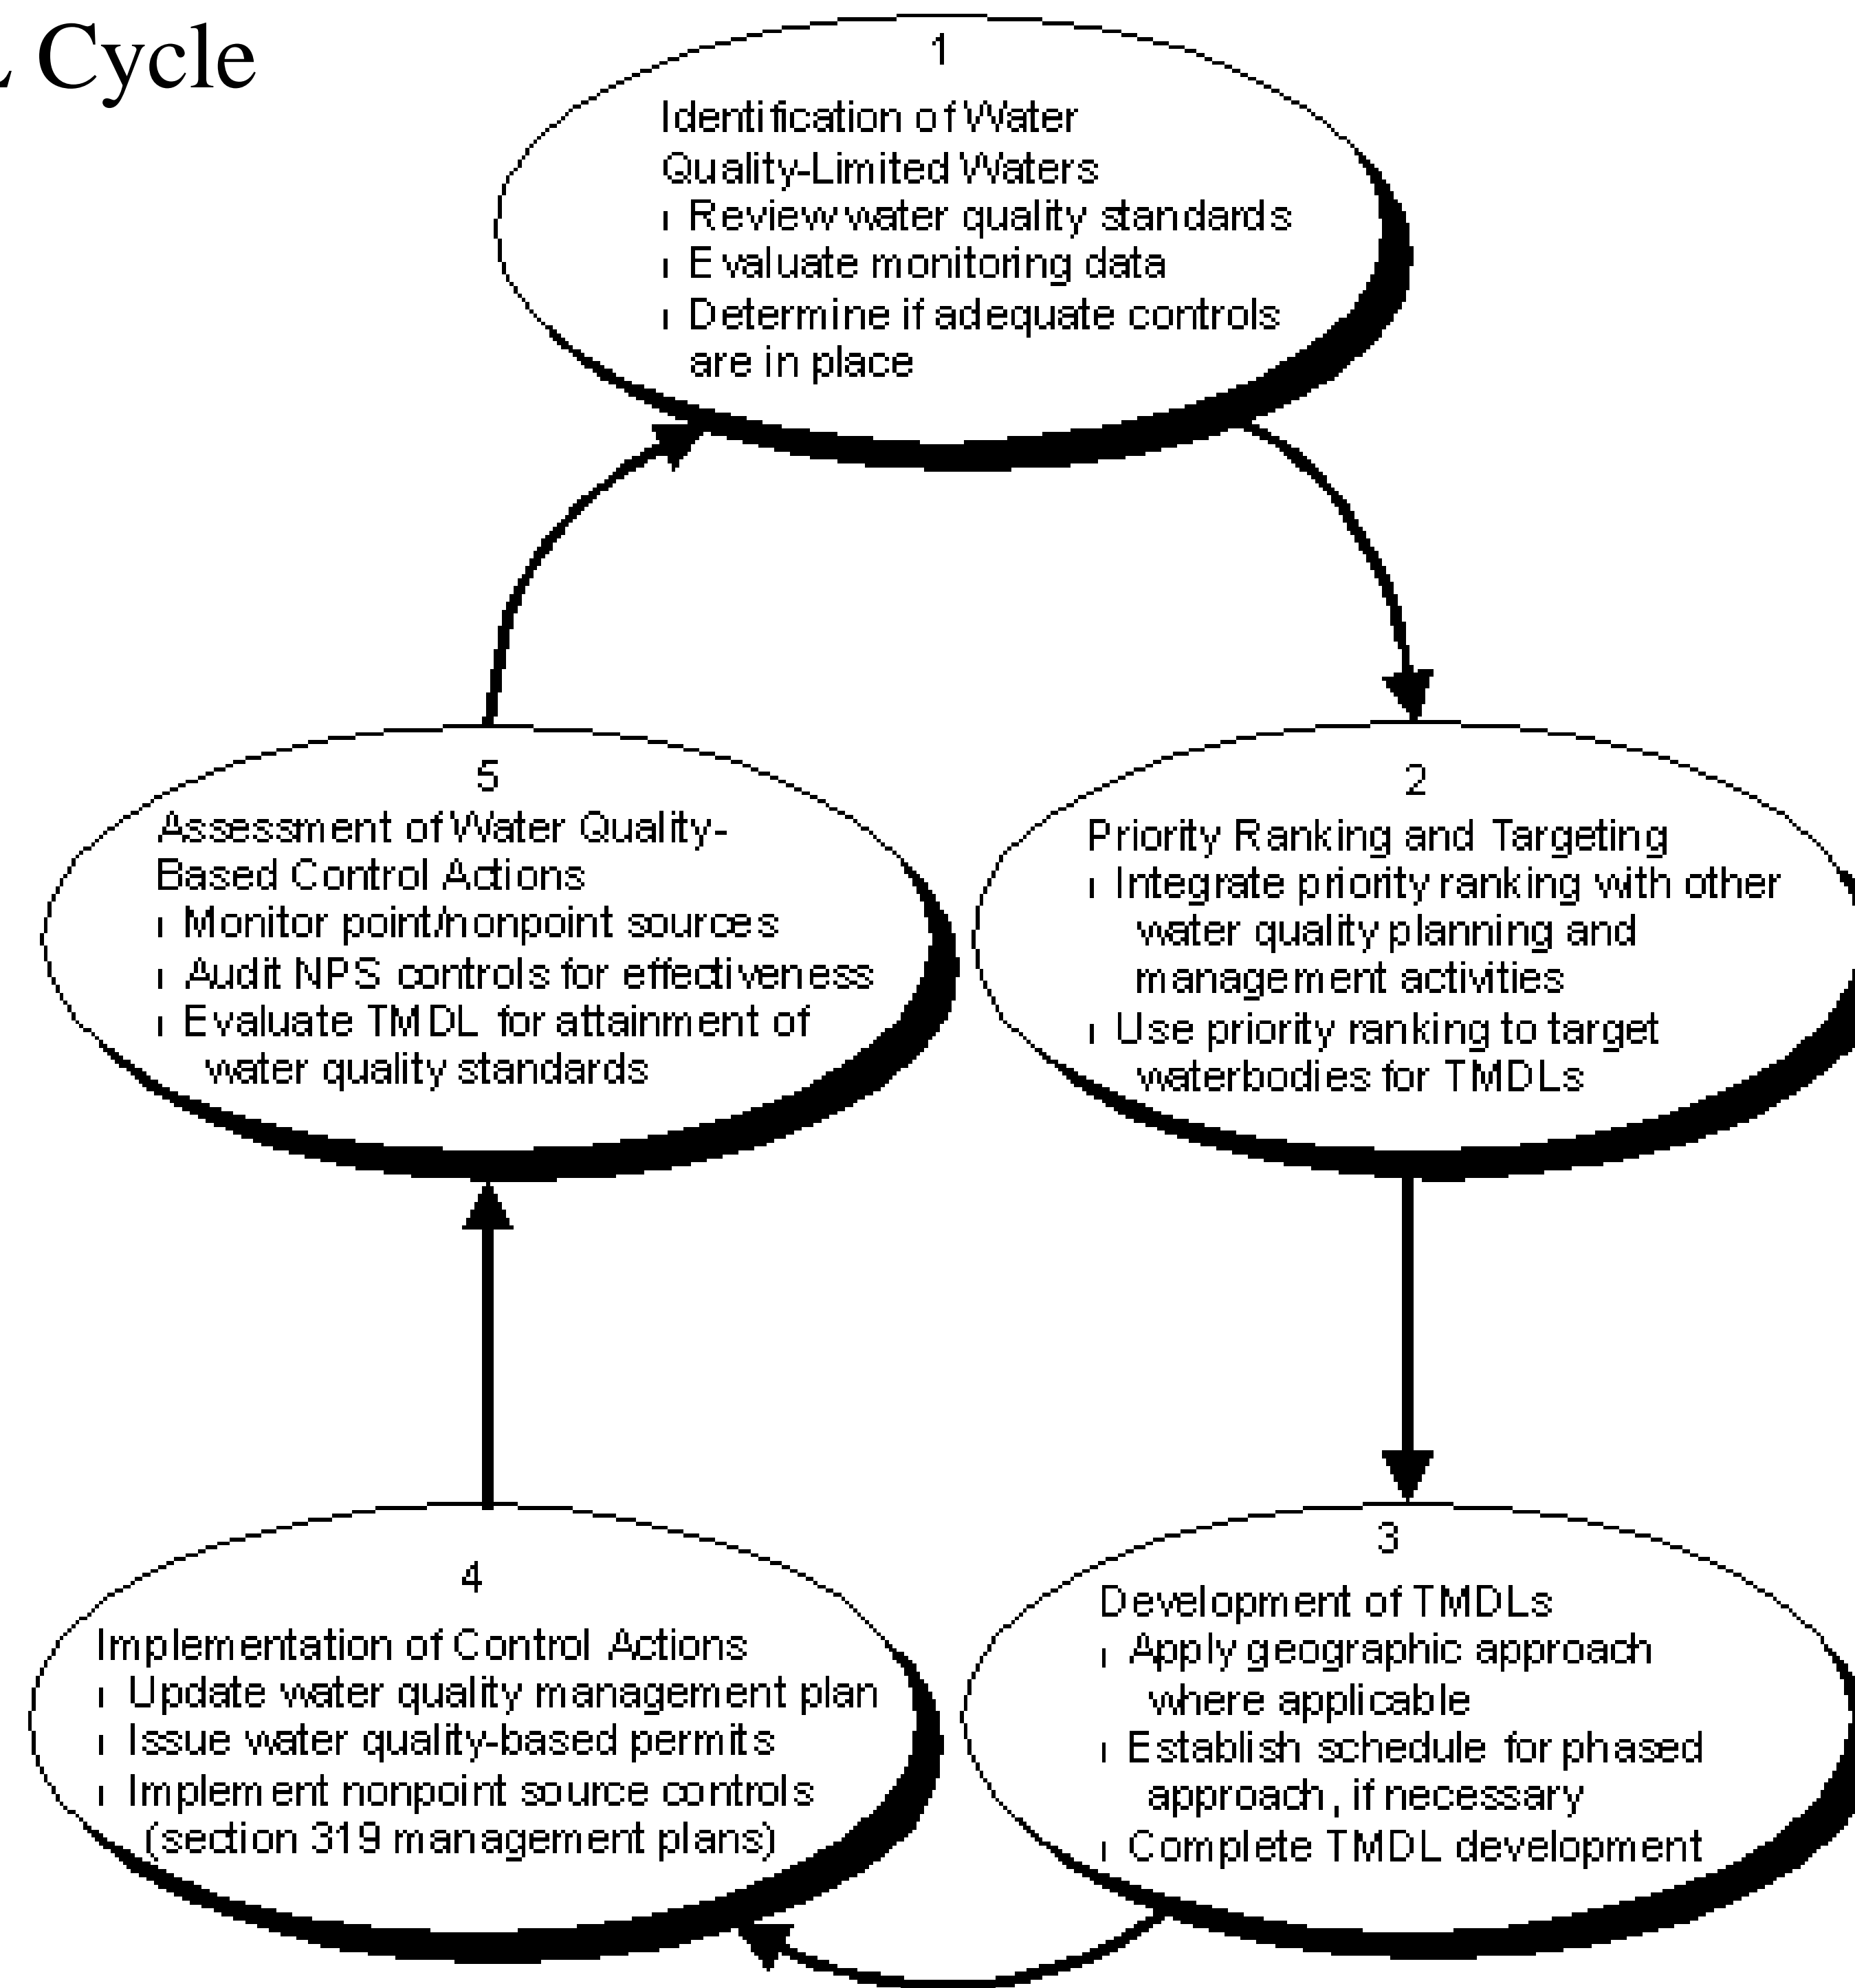 L Cycle
1
Identification of Water
Quality-Limited Waters
Review water quality standards
Evaluate monitoring data
Determine if adequate controls
are in place
2
Priority Ranking and Targeting
Integrate priority ranking with other
water quality planning and
management activities
Use priority ranking to target
waterbodies for TMDLs
3
Development of TMDLs
Apply geographic approach
where applicable
Establish schedule for phased
approach, if necessary
Complete TMDL development
4
Implementation of Control Actions
Update water quality management plan
Issue water quality-based permits
Implement nonpoint source controls
(section 319 management plans)
5
Assessment of Water Quality-
Based Control Actions
Monitor point/nonpoint sources
Audit NPS controls for effectiveness
Evaluate TMDL for attainment of
water quality standards